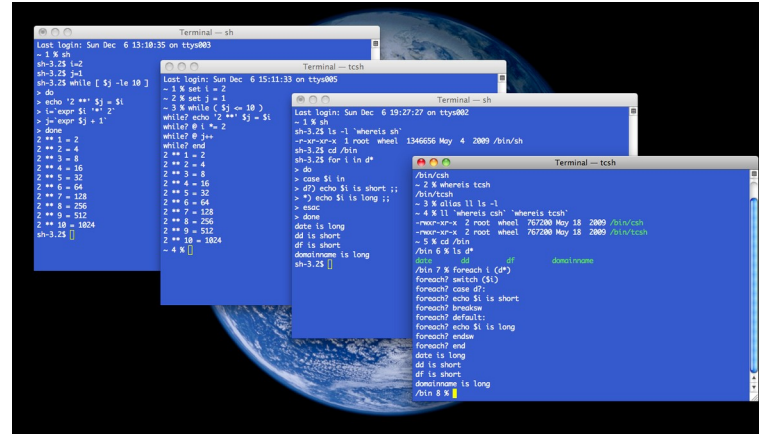 Terminal — sh
Last login: Sun Dec  6 13:10:35 on ttys003
~ 1 % sh
sh-3.2$ i=2
sh-3.2$ j=1
sh-3.2$ while [ $j -le 10 ]
> do
> echo '2 **' $j = $i
> i=`expr $i '*' 2`
> j=`expr $j + 1`
> done
2 ** 1 = 2
2 ** 2 = 4
2 ** 3 = 8
2 ** 4 = 16
2 ** 5 = 32
2 ** 6 = 64
2 ** 7 = 128
2 ** 8 = 256
2 ** 9 = 512
2 ** 10 = 1024
sh-3.2$
Terminal — tcsh
Last login: Sun Dec  6 15:11:33 on ttys005
~ 1 % set i = 2
~ 2 % set j = 1
~ 3 % while ( $j <= 10 )
while? echo '2 **' $j = $i
while? @ i *= 2
while? @ j++
while? end
2 ** 1 = 2
2 ** 2 = 4
2 ** 3 = 8
2 ** 4 = 16
2 ** 5 = 32
2 ** 6 = 64
2 ** 7 = 128
2 ** 8 = 256
2 ** 9 = 512
2 ** 10 = 1024
~ 4 %
Terminal — sh
Last login: Sun Dec  6 19:27:27 on ttys002
~ 1 % sh
sh-3.2$ ls -l `whereis sh`
-r-xr-xr-x  1 root  wheel  1346656 May  4  2009 /bin/sh
sh-3.2$ cd /bin
sh-3.2$ for i in d*
> do
> case $i in
> d?) echo $i is short ;;
> *) echo $i is long ;;
> esac
> done
date is long
dd is short
df is short
domainname is long
sh-3.2$
Terminal — tcsh
/bin/csh
~ 2 % whereis tcsh
/bin/tcsh
~ 3 % alias ll ls -l
~ 4 % ll `whereis csh` `whereis tcsh`
-rwxr-xr-x  2 root  wheel  767200 May 18  2009 /bin/csh
-rwxr-xr-x  2 root  wheel  767200 May 18  2009 /bin/tcsh
~ 5 % cd /bin
/bin 6 % ls d*
date dd df domainname
/bin 7 % foreach i (d*)
foreach? switch ($i)
foreach? case d?:
foreach? echo $i is short
foreach? breaksw
foreach? default:
foreach? echo $i is long
foreach? endsw
foreach? end
date is long
dd is short
df is short
domainname is long
/bin 8 %